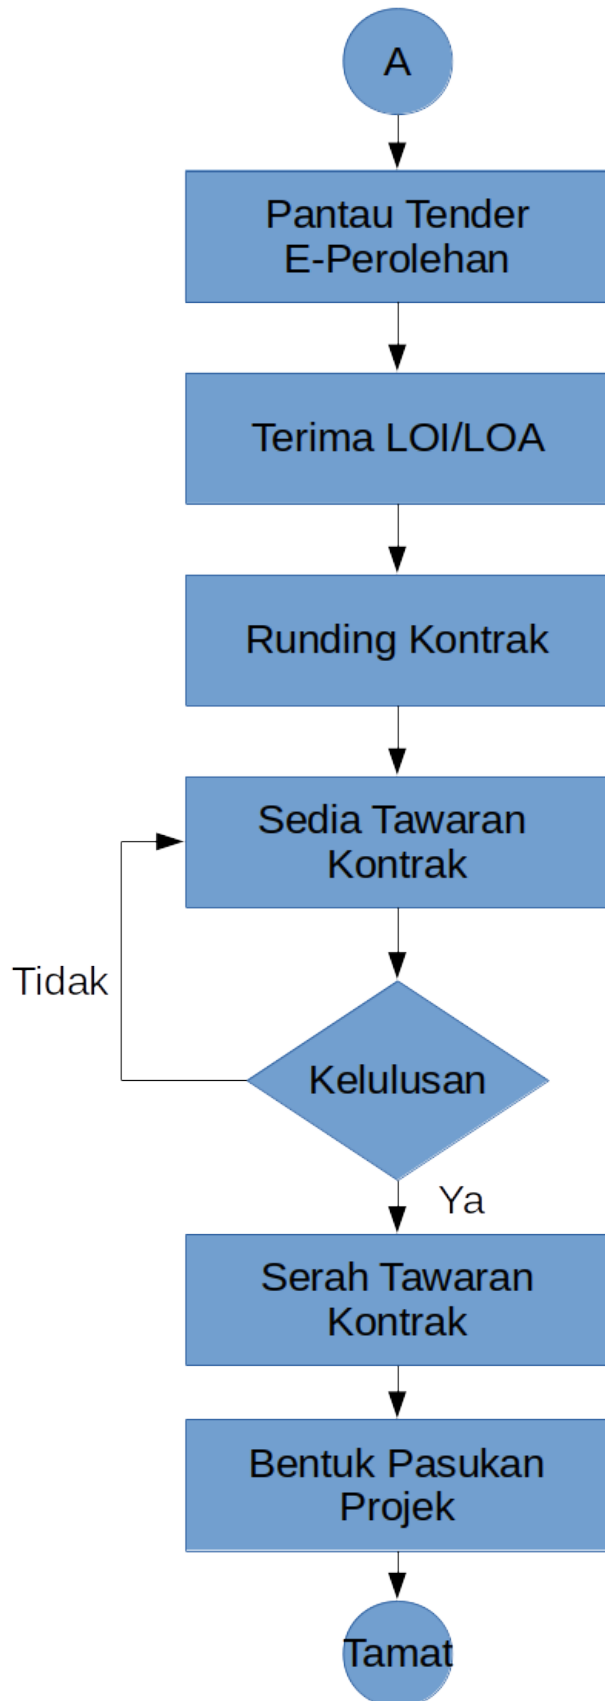 A
Pantau Tender
E-Perolehan
Terima LOI/LOA
Runding Kontrak
Sedia Tawaran
Kontrak
Tidak
Kelulusan
Ya
Serah Tawaran
Kontrak
Bentuk Pasukan
Projek
Tamat